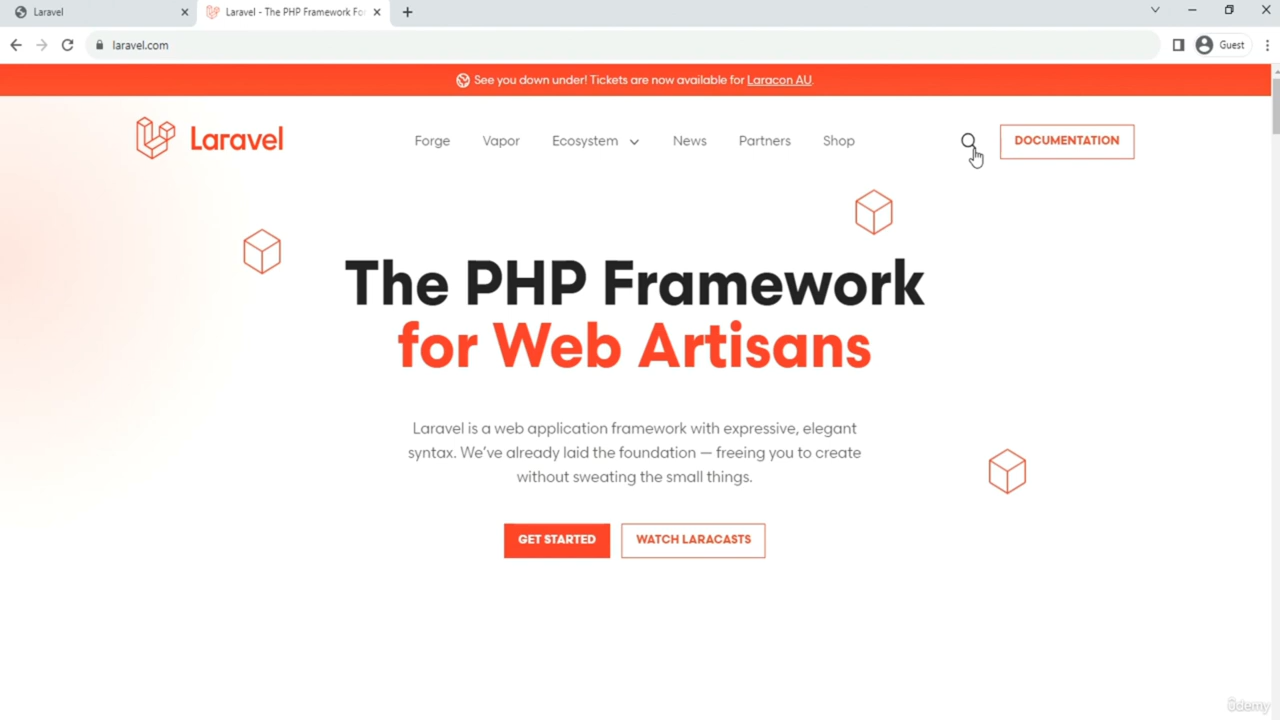 Laravel
Laravel - The PHP Framework For
laravel.com
Guest
See you down under! Tickets are now available for Laracon AU.
Laravel
Forge
Vapor
Ecosystem
News
Partners
Shop
DOCUMENTATION
The PHP Framework
for Web Artisans
Laravel is a web application framework with expressive, elegant
syntax. We've already laid the foundation — freeing you to create
without sweating the small things.
GET STARTED
WATCH LARACASTS
ûdemy